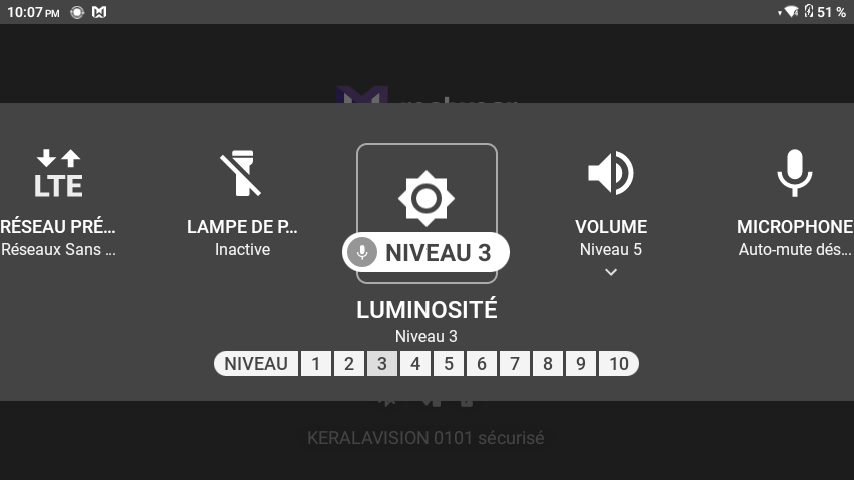 10:07 PM
51 %
LTE
RÉSEAU PRÉ...
Réseaux Sans ...
LAMPE DE P...
Inactive
NIVEAU 3
VOLUME
Niveau 5
MICROPHONE
Auto-mute dés...
LUMINOSITÉ
Niveau 3
NIVEAU 1 2 3 4 5 6 7 8 9 10
KERALAVISION 0101 sécurisé